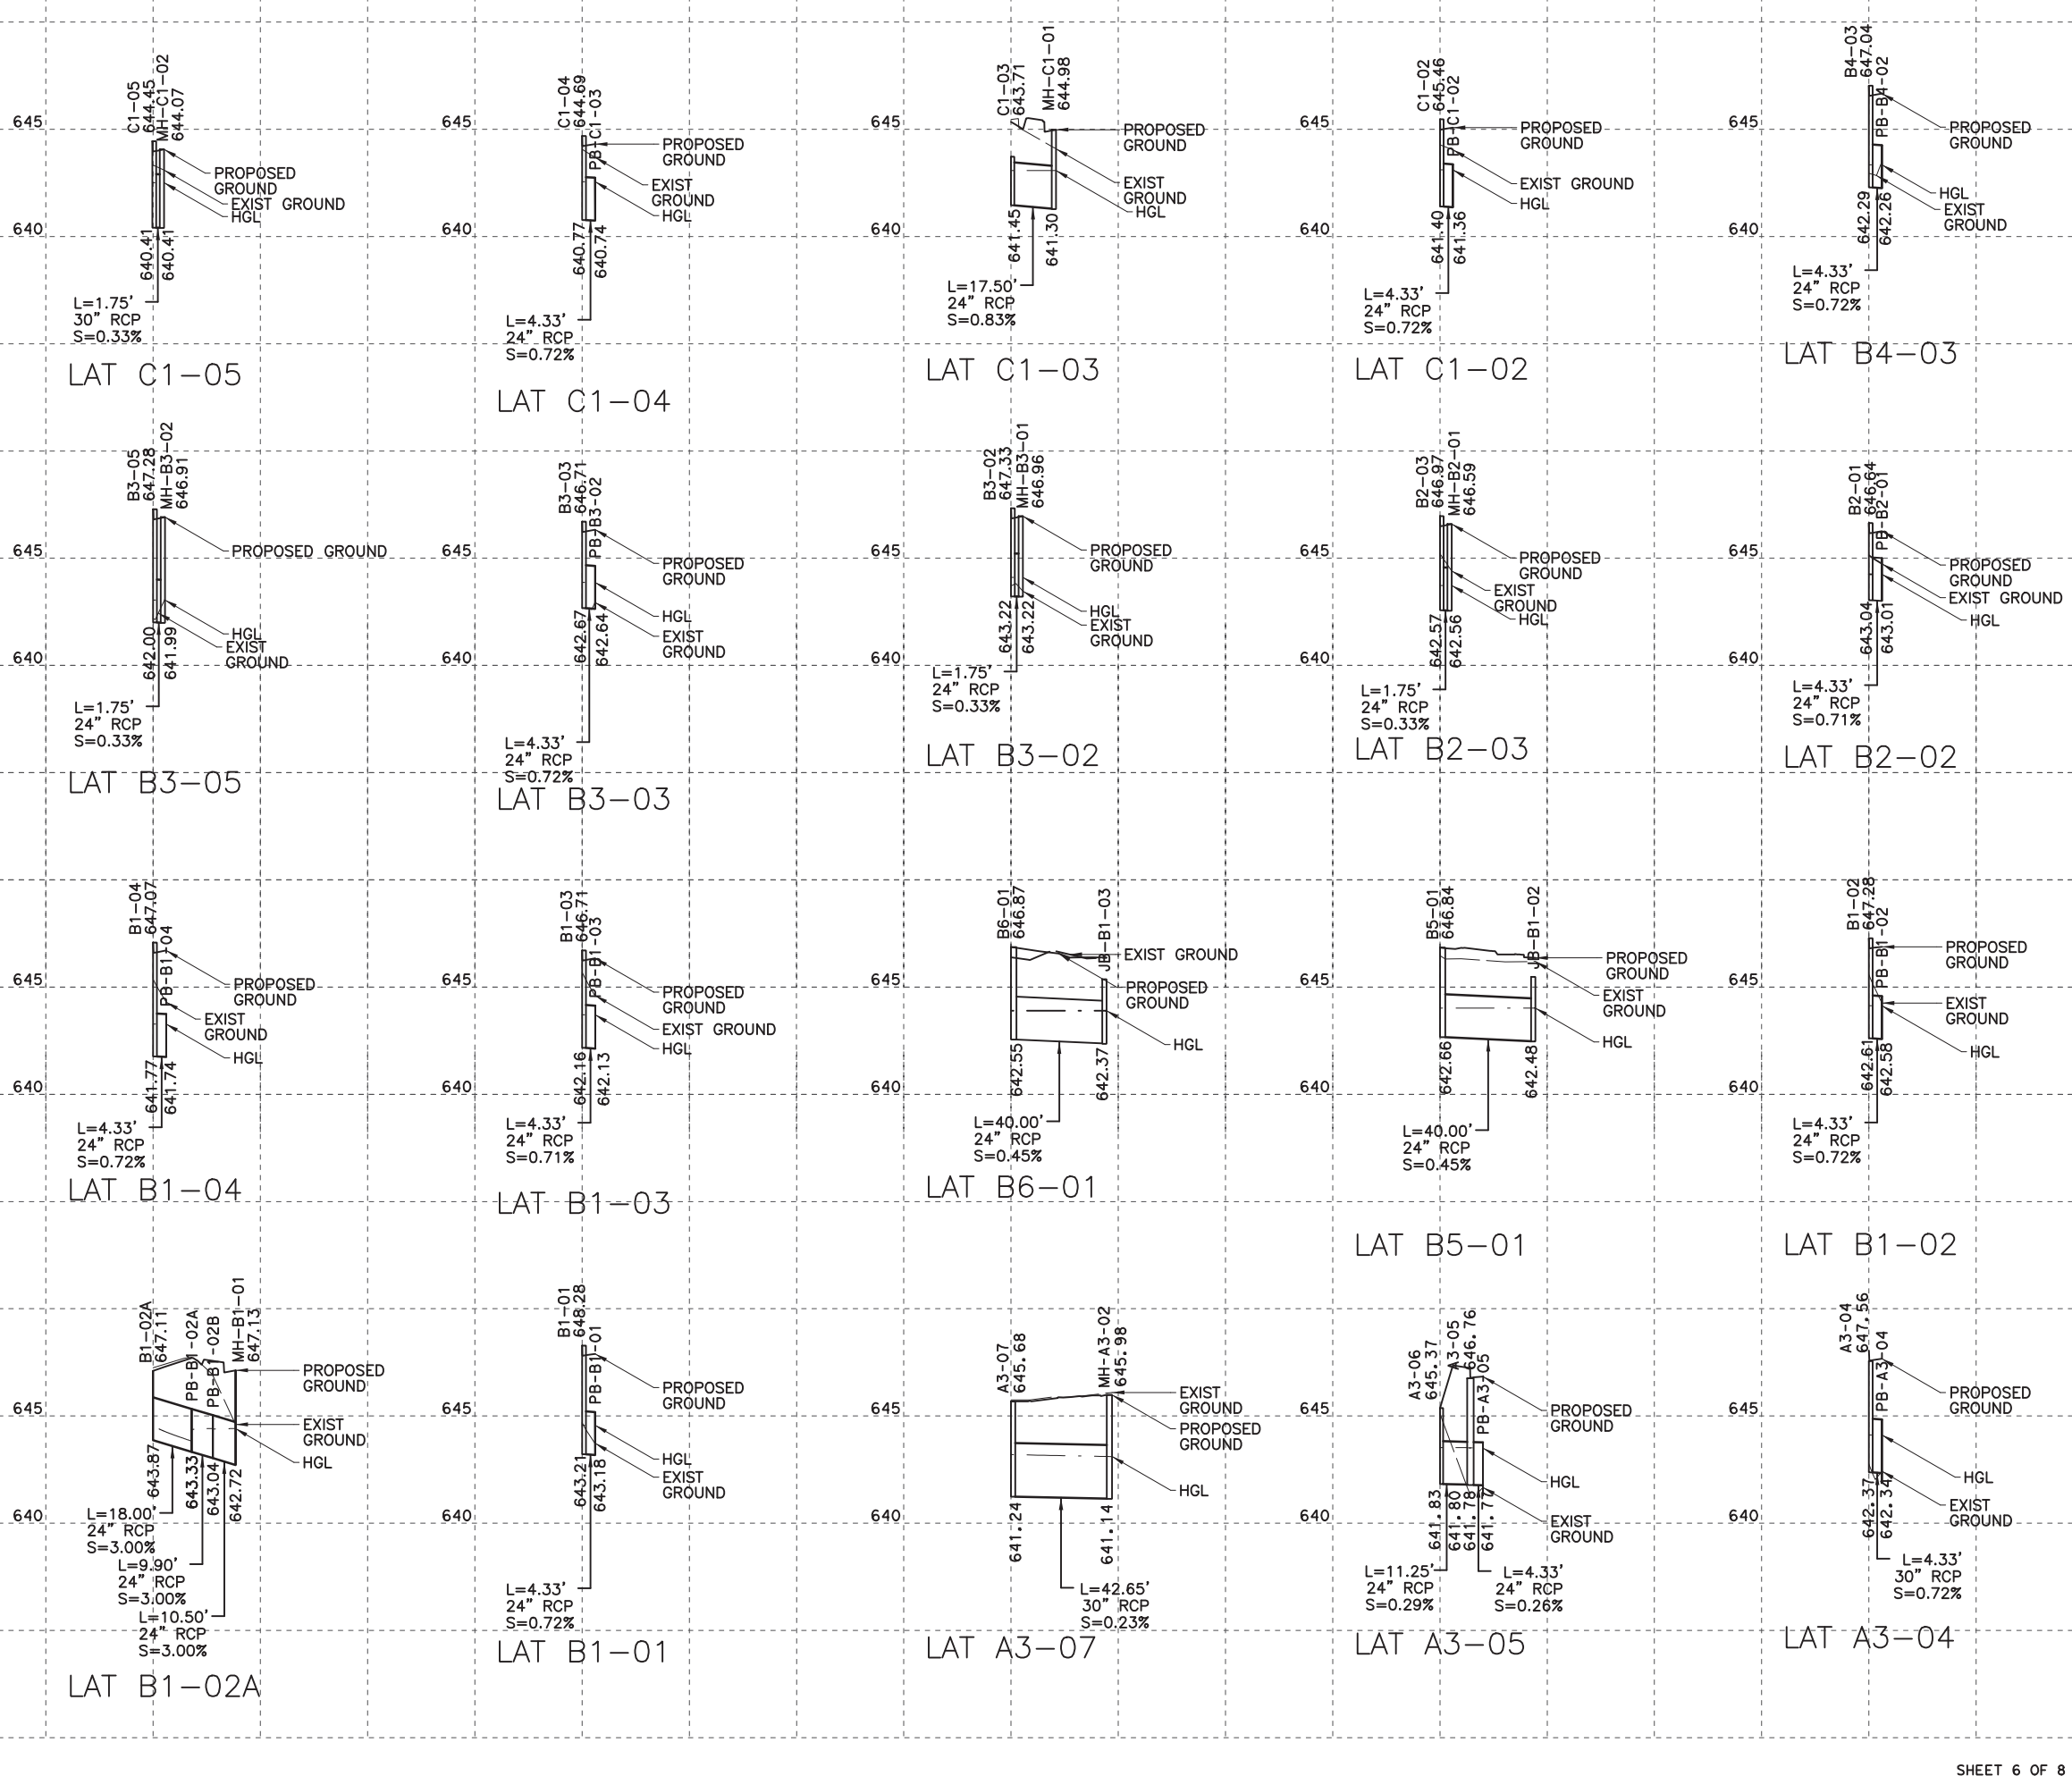 C1-05
644.45
MH-C1-02
644.07
645
PROPOSED
GROUND
EXIST GROUND
HGL
640
640.41
640.41
L=1.75'
30" RCP
S=0.33%
LAT C1-05
C1-04
644.69
PB-C1-03
645
PROPOSED
GROUND
EXIST
GROUND
HGL
640
640.77
640.74
L=4.33'
24" RCP
S=0.72%
LAT C1-04
C1-03
643.71
MH-C1-01
644.98
645
PROPOSED
GROUND
EXIST
GROUND
HGL
640
641.45
641.30
L=17.50'
24" RCP
S=0.83%
LAT C1-03
C1-02
645.46
PB-C1-02
645
PROPOSED
GROUND
EXIST GROUND
HGL
640
641.40
641.36
L=4.33'
24" RCP
S=0.72%
LAT C1-02
B4-03
647.04
PB-B4-02
645
PROPOSED
GROUND
HGL
EXIST
GROUND
640
642.29
642.26
L=4.33'
24" RCP
S=0.72%
LAT B4-03
B3-05
647.28
MH-B3-02
646.91
645
PROPOSED GROUND
HGL
EXIST
GROUND
640
642.00
641.99
L=1.75'
24" RCP
S=0.33%
LAT B3-05
B3-03
646.71
PB-B3-02
645
PROPOSED
GROUND
HGL
EXIST
GROUND
640
642.67
642.64
L=4.33'
24" RCP
S=0.72%
LAT B3-03
B3-02
647.33
MH-B3-01
646.96
645
PROPOSED
GROUND
HGL
EXIST
GROUND
640
643.22
643.22
L=1.75'
24" RCP
S=0.33%
LAT B3-02
B2-03
646.97
MH-B2-01
646.59
645
PROPOSED
GROUND
EXIST
GROUND
HGL
640
642.57
642.56
L=1.75'
24" RCP
S=0.33%
LAT B2-03
B2-01
646.64
PB-B2-01
645
PROPOSED
GROUND
EXIST GROUND
HGL
640
643.04
643.01
L=4.33'
24" RCP
S=0.71%
LAT B2-02
B1-04
647.07
PB-B1-04
645
PROPOSED
GROUND
EXIST
GROUND
HGL
640
641.77
641.74
L=4.33'
24" RCP
S=0.72%
LAT B1-04
B1-03
646.71
PB-B1-03
645
PROPOSED
GROUND
EXIST GROUND
HGL
640
642.16
642.13
L=4.33'
24" RCP
S=0.71%
LAT B1-03
B6-01
646.87
JB-B1-03
645
EXIST GROUND
PROPOSED
GROUND
HGL
640
642.55
642.37
L=40.00'
24" RCP
S=0.45%
LAT B6-01
B5-01
646.84
JB-B1-02
645
PROPOSED
GROUND
EXIST
GROUND
HGL
640
642.66
642.48
L=40.00'
24" RCP
S=0.45%
LAT B5-01
B1-02
647.28
PB-B1-02
645
PROPOSED
GROUND
EXIST
GROUND
HGL
640
642.61
642.58
L=4.33'
24" RCP
S=0.72%
LAT B1-02
B1-02A
647.11
PB-B1-02A
PB-B1-02B
MH-B1-01
647.13
645
PROPOSED
GROUND
EXIST
GROUND
HGL
640
643.87
643.33
643.04
642.72
L=18.00'
24" RCP
S=3.00%
L=9.90'
24" RCP
S=3.00%
L=10.50'
24" RCP
S=3.00%
LAT B1-02A
B1-01
648.28
PB-B1-01
645
PROPOSED
GROUND
HGL
EXIST
GROUND
640
643.21
643.18
L=4.33'
24" RCP
S=0.72%
LAT B1-01
A3-07
645.68
MH-A3-02
645.98
645
EXIST
GROUND
PROPOSED
GROUND
HGL
640
641.24
641.14
L=42.65'
30" RCP
S=0.23%
LAT A3-07
A3-06
645.37
A3-05
646.76
PB-A3-05
645
PROPOSED
GROUND
HGL
EXIST
GROUND
640
641.83
641.80
641.78
641.77
L=11.25'
24" RCP
S=0.29%
L=4.33'
24" RCP
S=0.26%
LAT A3-05
A3-04
647.56
PB-A3-04
645
PROPOSED
GROUND
HGL
EXIST
GROUND
640
642.37
642.34
L=4.33'
30" RCP
S=0.72%
LAT A3-04
SHEET 6 OF 8